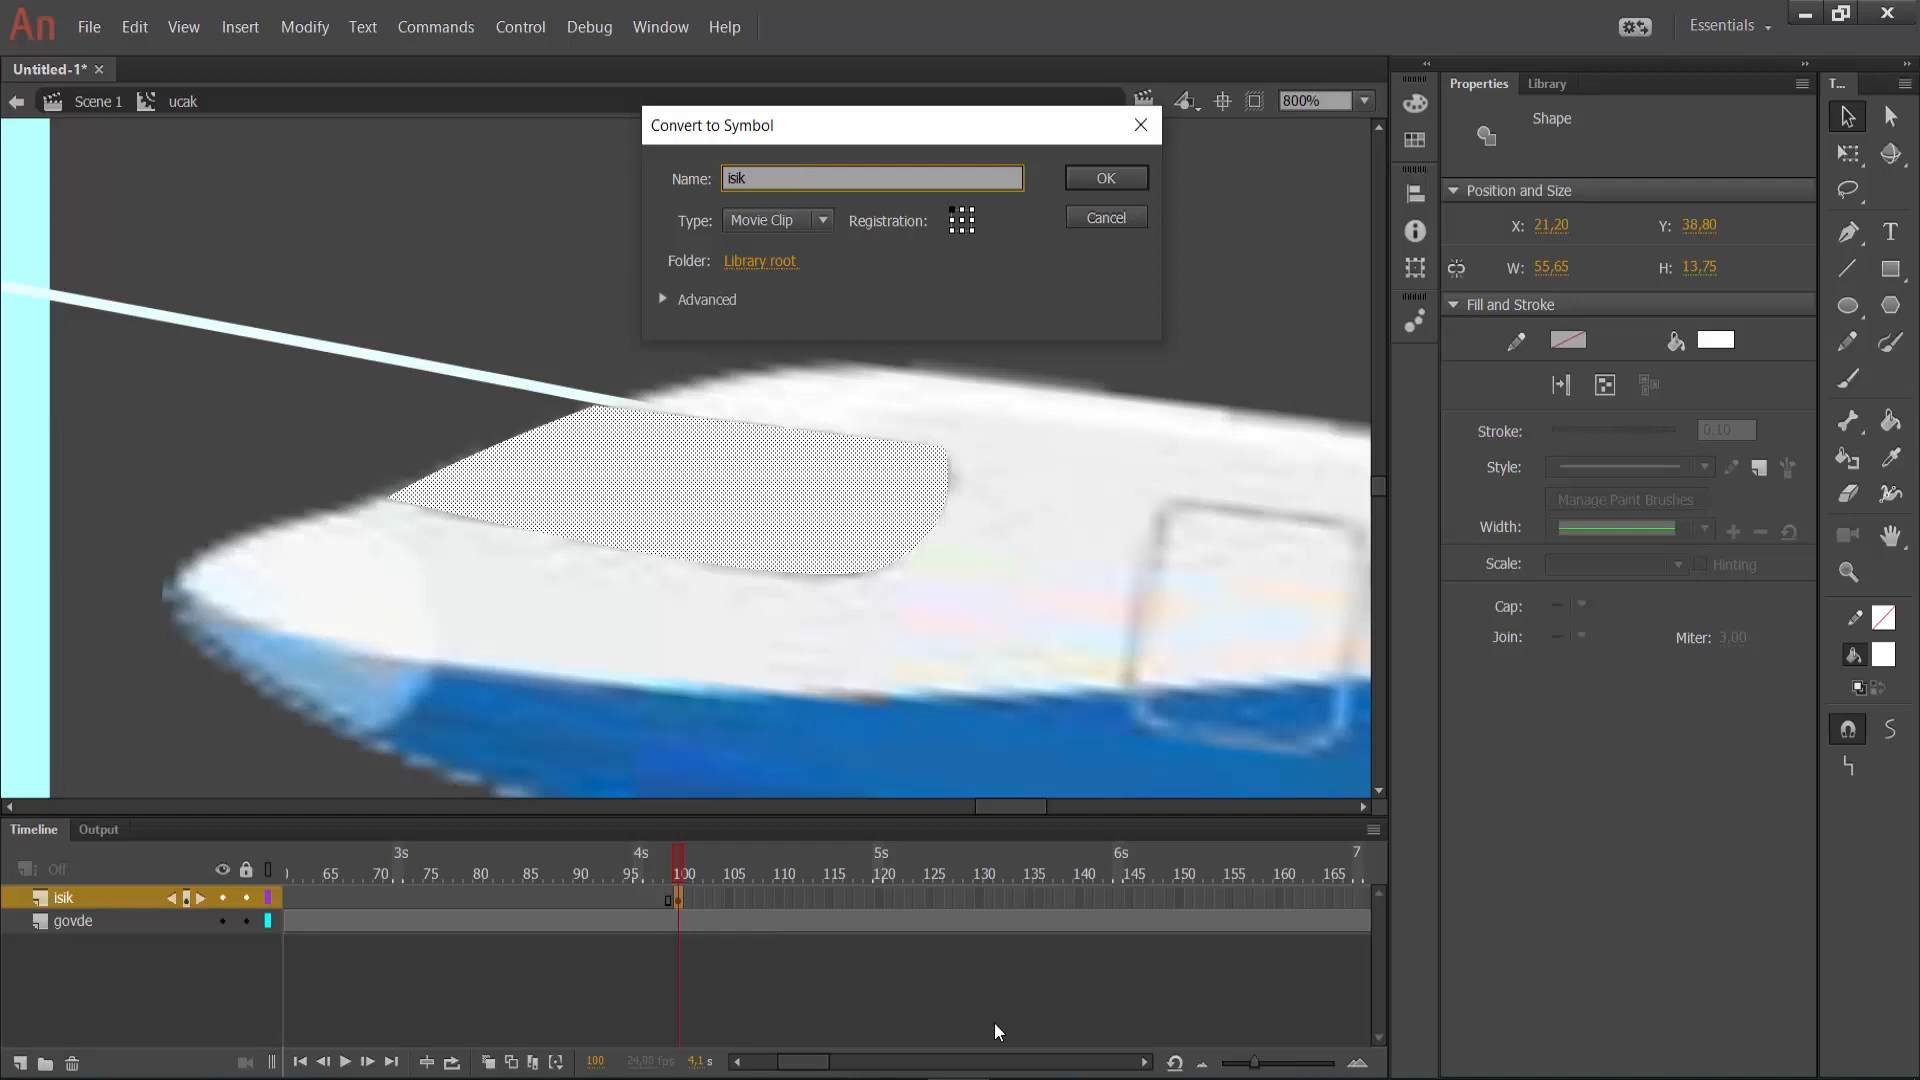 An File Edit View Insert Modify Text Commands Control Debug Window Help Essentials
Untitled-1*
Scene 1 ucak 800%
Convert to Symbol
Name: isik OK
Type: Movie Clip Registration: Cancel
Folder: Library root
Advanced
Properties Library
Shape
Position and Size
X: 21,20 Y: 38,80
W: 55,65 H: 13,75
Fill and Stroke
Stroke: 0,10
Style:
Manage Paint Brushes
Width:
Scale: Hinting
Cap:
Join: Miter: 3,00
T...
T
Timeline Output
3s 4s 5s 6s 7
Off 65 70 75 80 85 90 95 100 105 110 115 120 125 130 135 140 145 150 155 160 165
isik
govde
100 24,00 fps 4,1 s